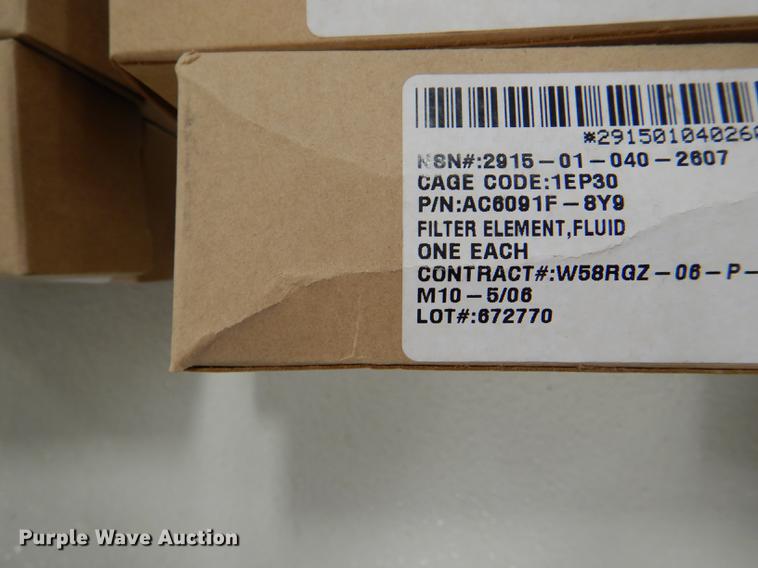 *29150104026
NSN#:2915-01-040-2607
CAGE CODE:1EP30
P/N:AC6091F-8Y9
FILTER ELEMENT,FLUID
ONE EACH
CONTRACT#:W58RGZ-06-P-
M10-5/06
LOT#:672770
Purple Wave Auction